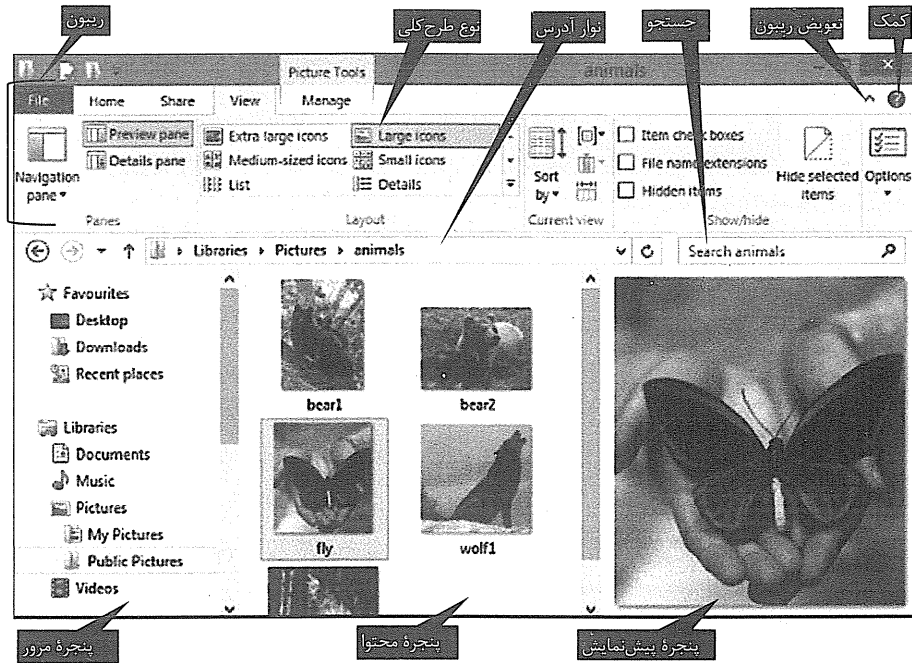 ریبون
نوع طرح کلی
نوار آدرس
جستجو
تعویض ریبون
کمک
Picture Tools
animals
File Home Share View Manage
Preview pane
Details pane
Navigation pane
Panes
Extra large icons
Large icons
Medium-sized icons
Small icons
List
Details
Layout
Sort by
Current view
Item check boxes
File name extensions
Hidden items
Hide selected items
Show/hide
Options
Libraries Pictures animals
Search animals
Favourites
Desktop
Downloads
Recent places
Libraries
Documents
Music
Pictures
My Pictures
Public Pictures
Videos
bear1
bear2
fly
wolf1
پنجرۀ مرور
پنجرۀ محتوا
پنجرۀ پیش‌نمایش